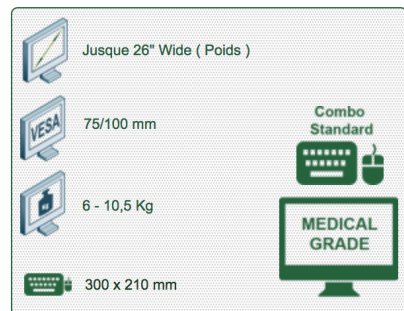 Jusque 26" Wide ( Poids )
VESA
75/100 mm
6 - 10,5 Kg
300 x 210 mm
Combo
Standard
MEDICAL
GRADE